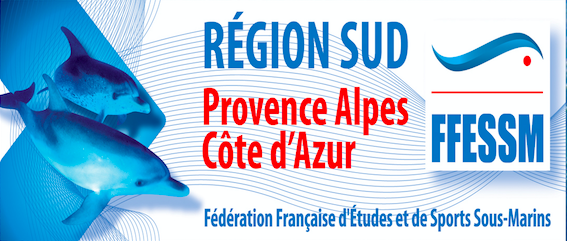 RÉGION SUD
Provence Alpes
Côte d'Azur
FFESSM
Fédération Française d'Études et de Sports Sous-Marins